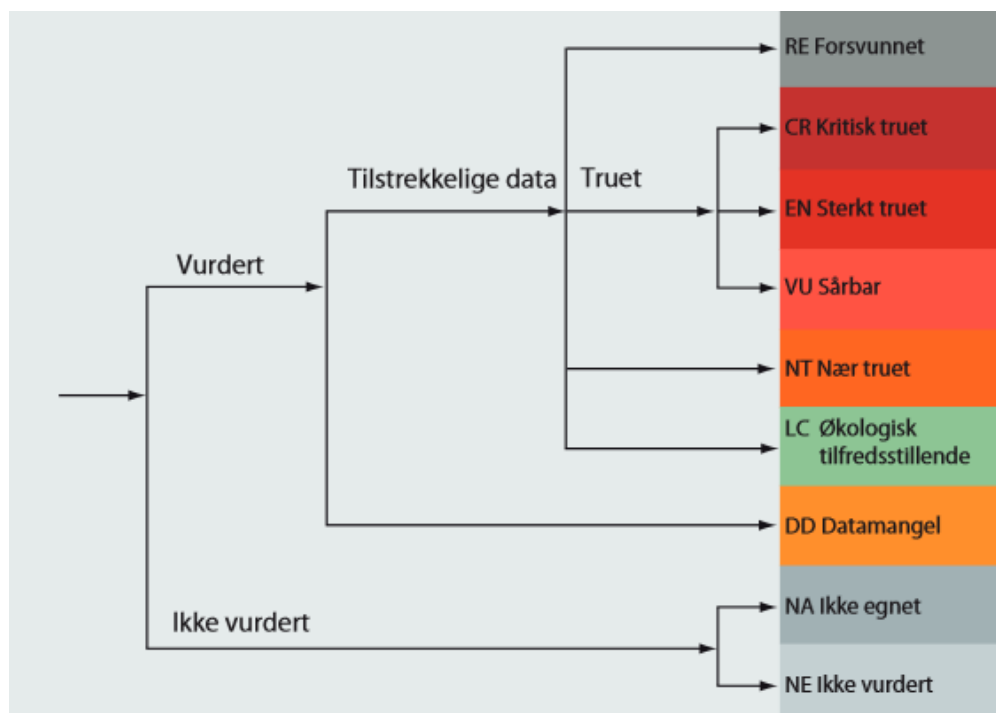 RE Forsvunnet
CR Kritisk truet
Tilstrekkelige data
Truet
EN Sterkt truet
Vurdert
VU Sårbar
NT Nær truet
LC Økologisk
tilfredsstillende
DD Datamangel
NA Ikke egnet
Ikke vurdert
NE Ikke vurdert